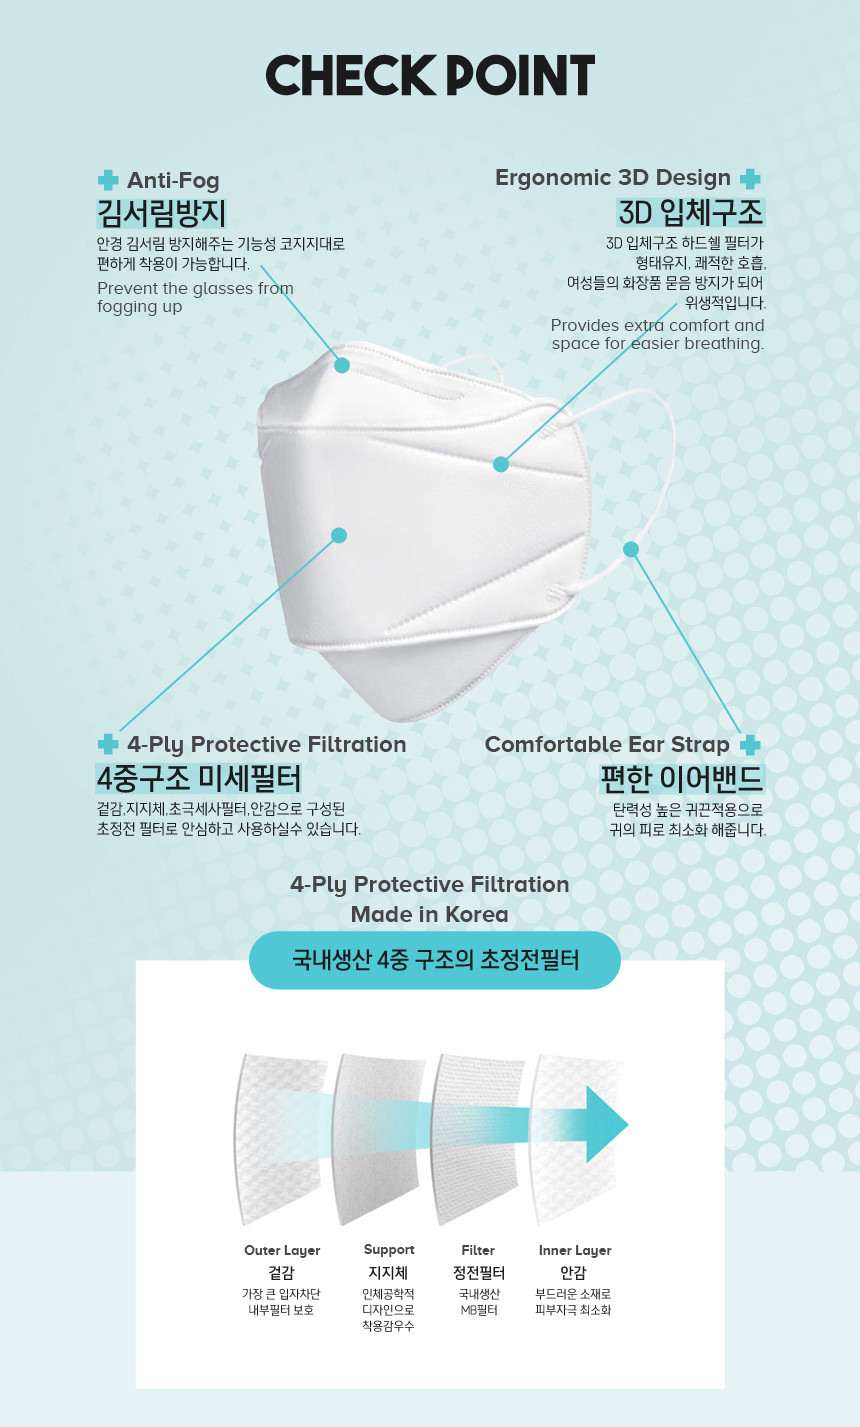 CHECK POINT
Anti-Fog
김서림방지
안경 김서림 방지해주는 기능성 코지지대로
편하게 착용이 가능합니다.
Prevent the glasses from
fogging up
Ergonomic 3D Design
3D 입체구조
3D 입체구조 하드쉘 필터가
형태유지, 쾌적한 호흡,
여성들의 화장품 묻음 방지가 되어
위생적입니다.
Provides extra comfort and
space for easier breathing.
4-Ply Protective Filtration
4중구조 미세필터
겉감,지지체,초극세사필터,안감으로 구성된
초정전 필터로 안심하고 사용하실수 있습니다.
Comfortable Ear Strap
편한 이어밴드
탄력성 높은 귀끈적용으로
귀의 피로 최소화 해줍니다.
4-Ply Protective Filtration
Made in Korea
국내생산 4중 구조의 초정전필터
Outer Layer
겉감
가장 큰 입자차단
내부필터 보호
Support
지지체
인체공학적
디자인으로
착용감우수
Filter
정전필터
국내생산
MB필터
Inner Layer
안감
부드러운 소재로
피부자극 최소화